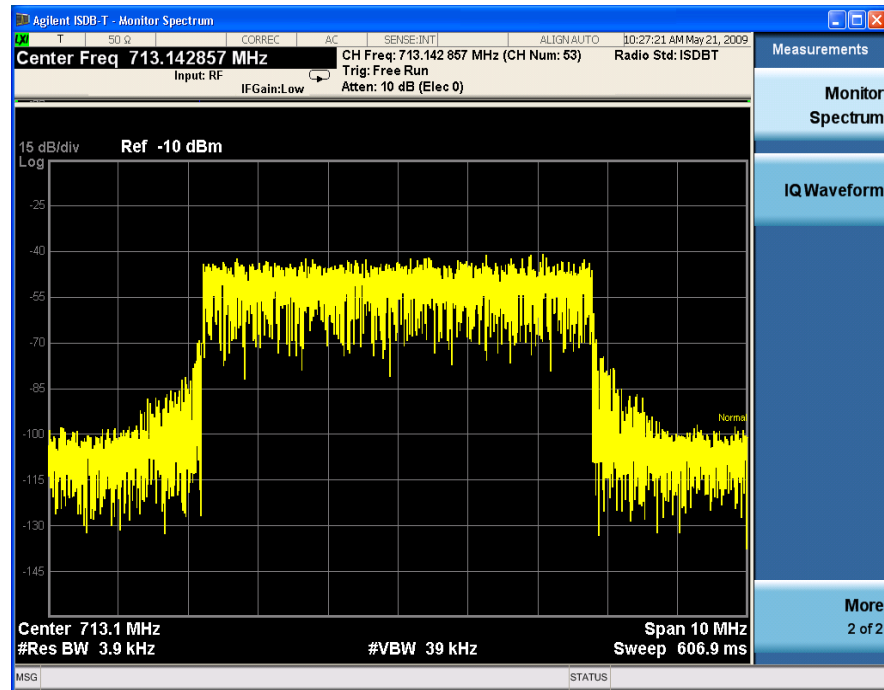 Agilent ISDB-T - Monitor Spectrum
LXI T 50 Ω CORREC AC SENSE:INT ALIGN AUTO 10:27:21 AM May 21, 2009
Center Freq 713.142857 MHz
Input: RF
IFGain:Low
CH Freq: 713.142 857 MHz (CH Num: 53)
Trig: Free Run
Atten: 10 dB (Elec 0)
Radio Std: ISDBT
15 dB/div
Log
Ref -10 dBm
-25
-40
-55
-70
-85
-100
-115
-130
-145
Normal
Center 713.1 MHz
#Res BW 3.9 kHz
#VBW 39 kHz
Span 10 MHz
Sweep 606.9 ms
MSG
STATUS
Measurements
Monitor
Spectrum
IQ Waveform
More
2 of 2